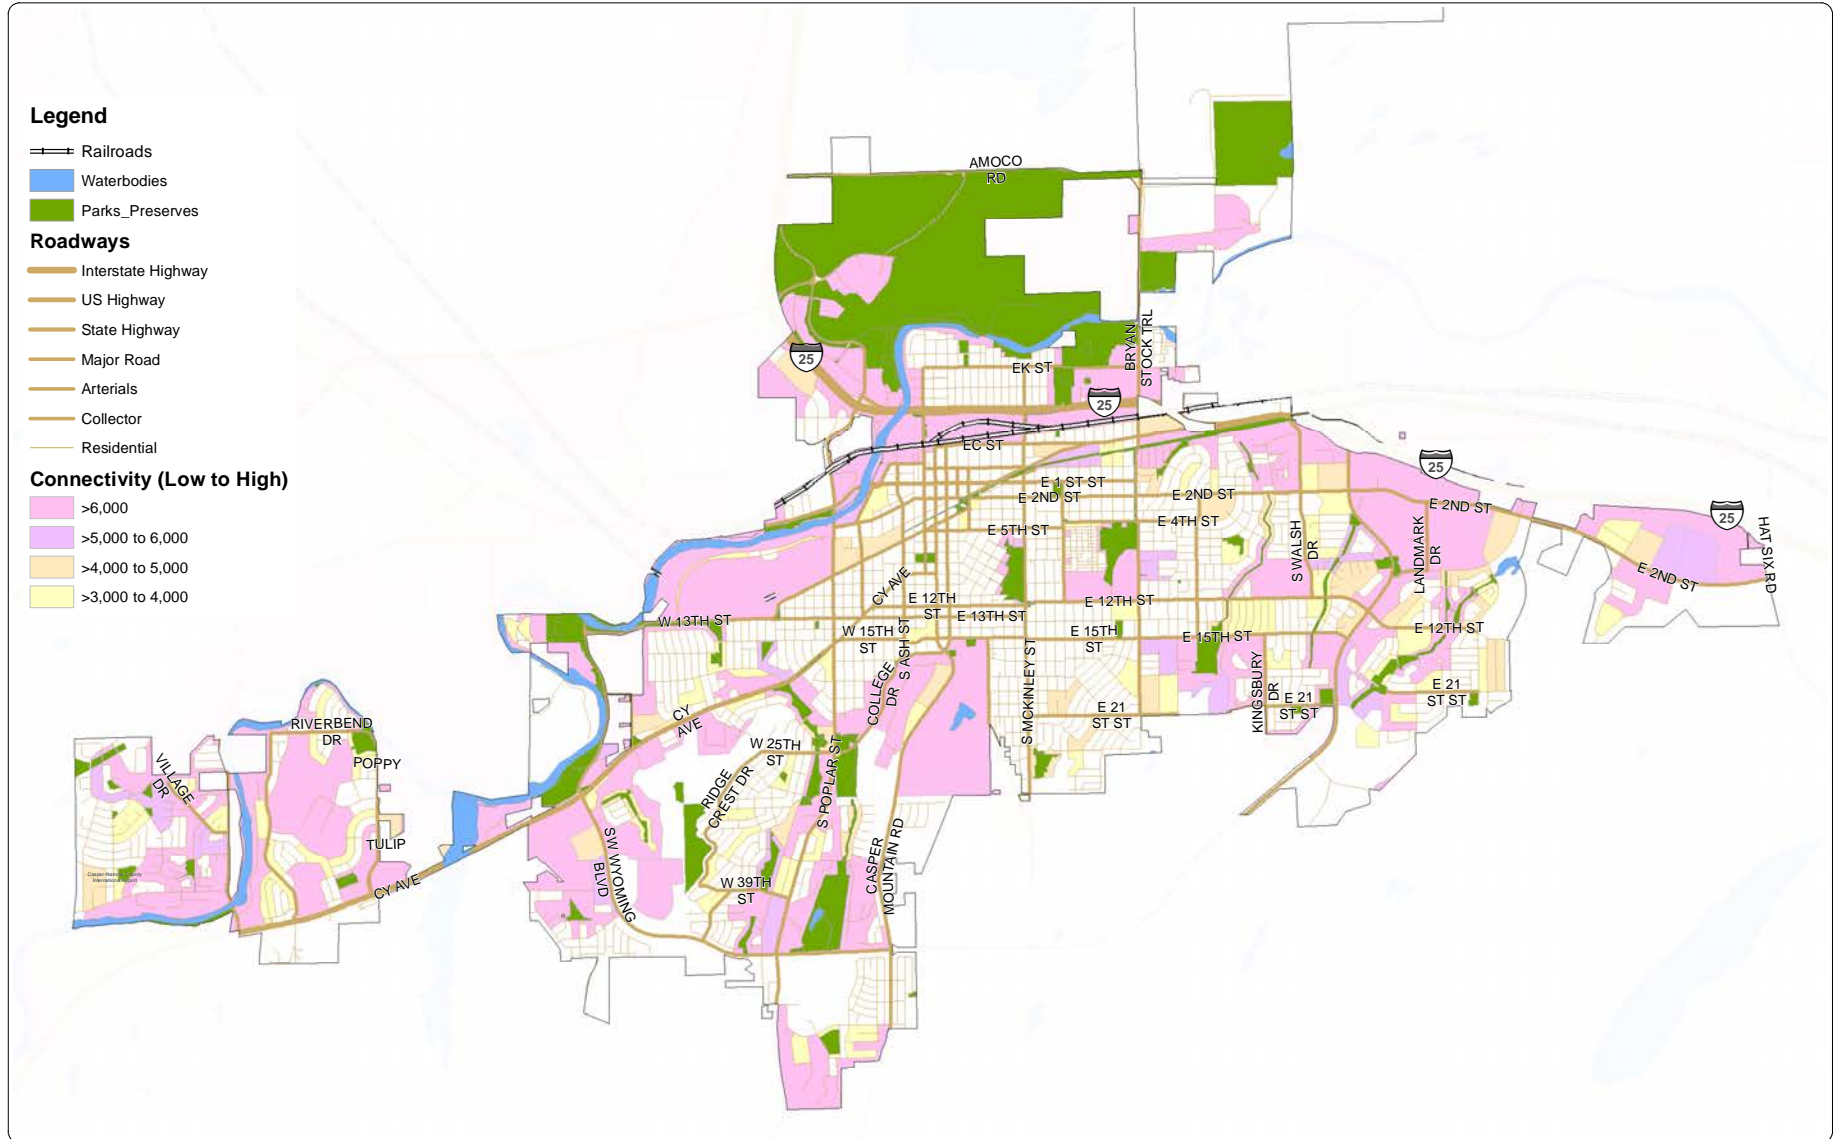 Legend
Railroads
Waterbodies
Parks_Preserves
Roadways
Interstate Highway
US Highway
State Highway
Major Road
Arterials
Collector
Residential
Connectivity (Low to High)
>6,000
>5,000 to 6,000
>4,000 to 5,000
>3,000 to 4,000
AMOCO
RD
BRYAN
STOCK TRL
25
EK ST
25
EC ST
25
E 1 ST ST
E 2ND ST
E 2ND ST
E 2ND ST
25
HAT SIX RD
E 5TH ST
E 4TH ST
S WALSH
DR
LANDMARK
DR
E 2ND ST
CY AVE
E 12TH
ST
E 12TH ST
W 13TH ST
E 13TH ST
W 15TH
ST
S ASH ST
E 15TH
ST
E 15TH ST
E 12TH ST
COLLEGE
DR
S MCKINLEY ST
KINGSBURY
DR
E 21
ST ST
E 21
ST ST
E 21
ST ST
CY
AVE
RIVERBEND
DR
W 25TH
ST
POPPY
VILLAGE
DR
RIDGE
CREST DR
S POPLAR ST
TULIP
SW WYOMING
BLVD
CASPER
MOUNTAIN RD
CY AVE
W 39TH
ST
Casper-Natrona County
International Airport